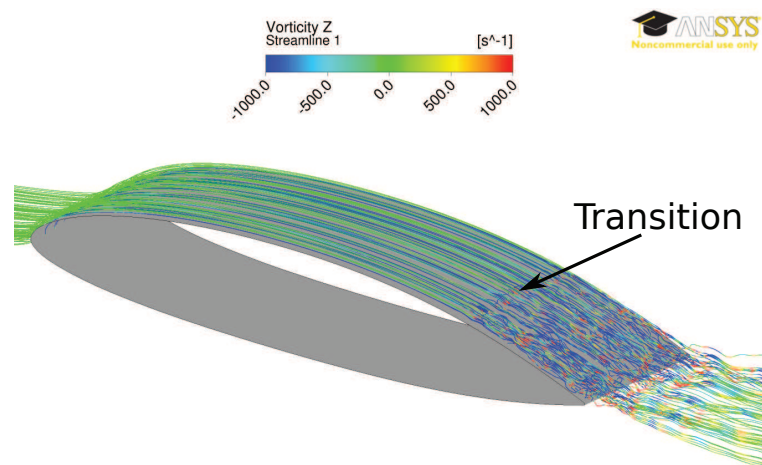 Vorticity Z
Streamline 1
[s^-1]
-1000.0
-500.0
0.0
500.0
1000.0
ANSYS
Noncommercial use only
Transition